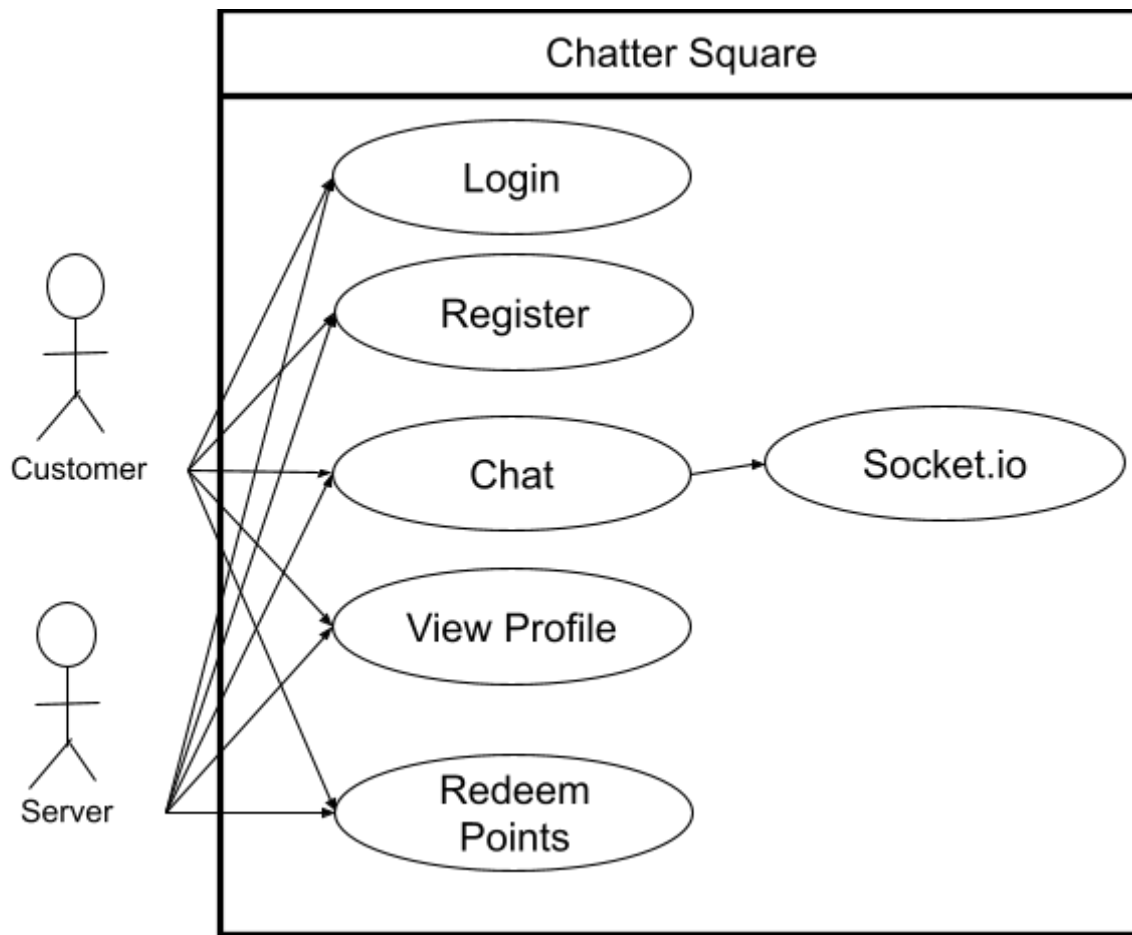 Chatter Square
Login
Register
Customer
Chat
Socket.io
View Profile
Server
Redeem
Points